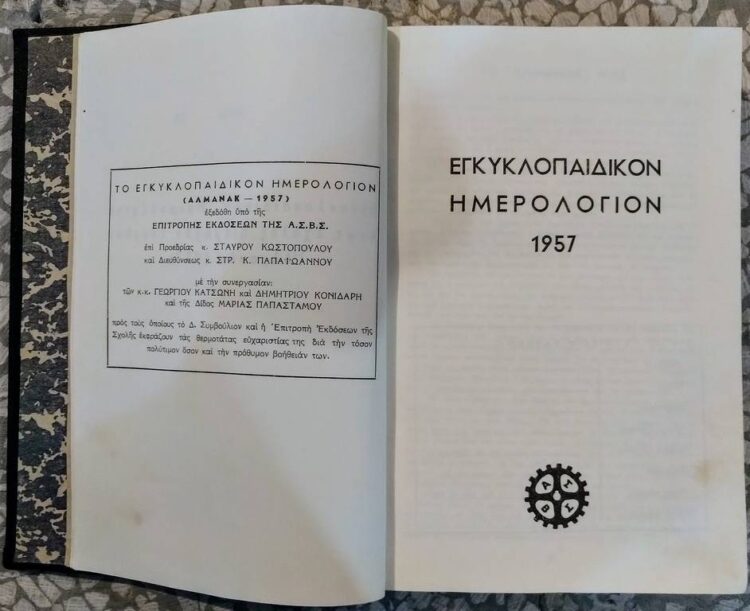 ΤΟ ΕΓΚΥΚΛΟΠΑΙΔΙΚΟΝ ΗΜΕΡΟΛΟΓΙΟΝ
(ΑΛΜΑΝΑΚ — 1957)
ἐξεδόθη ὑπὸ τῆς
ΕΠΙΤΡΟΠΗΣ ΕΚΔΟΣΕΩΝ ΤΗΣ Α.Σ.Β.Σ.
ἐπὶ Προεδρίας κ. ΣΤΑΥΡΟΥ ΚΩΣΤΟΠΟΥΛΟΥ
καὶ Διευθύνσεως κ. ΣΤΡ. Κ. ΠΑΠΑΪΩΑΝΝΟΥ
μὲ τὴν συνεργασίαν:
τῶν κ.κ. ΓΕΩΡΓΙΟΥ ΚΑΤΣΩΝΗ καὶ ΔΗΜΗΤΡΙΟΥ ΚΟΝΙΔΑΡΗ
καὶ τῆς Δίδος ΜΑΡΙΑΣ ΠΑΠΑΣΤΑΜΟΥ
πρὸς τοὺς ὁποίους τὸ Δ. Συμβούλιον καὶ ἡ Ἐπιτροπὴ Ἐκδόσεων τῆς
Σχολῆς ἐκφράζουν τὰς θερμοτάτας εὐχαριστίας της διὰ τὴν τόσον
πολύτιμον ὅσον καὶ τὴν πρόθυμον βοήθειάν των.
ΕΓΚΥΚΛΟΠΑΙΔΙΚΟΝ
ΗΜΕΡΟΛΟΓΙΟΝ
1957
Α Σ
Β Σ